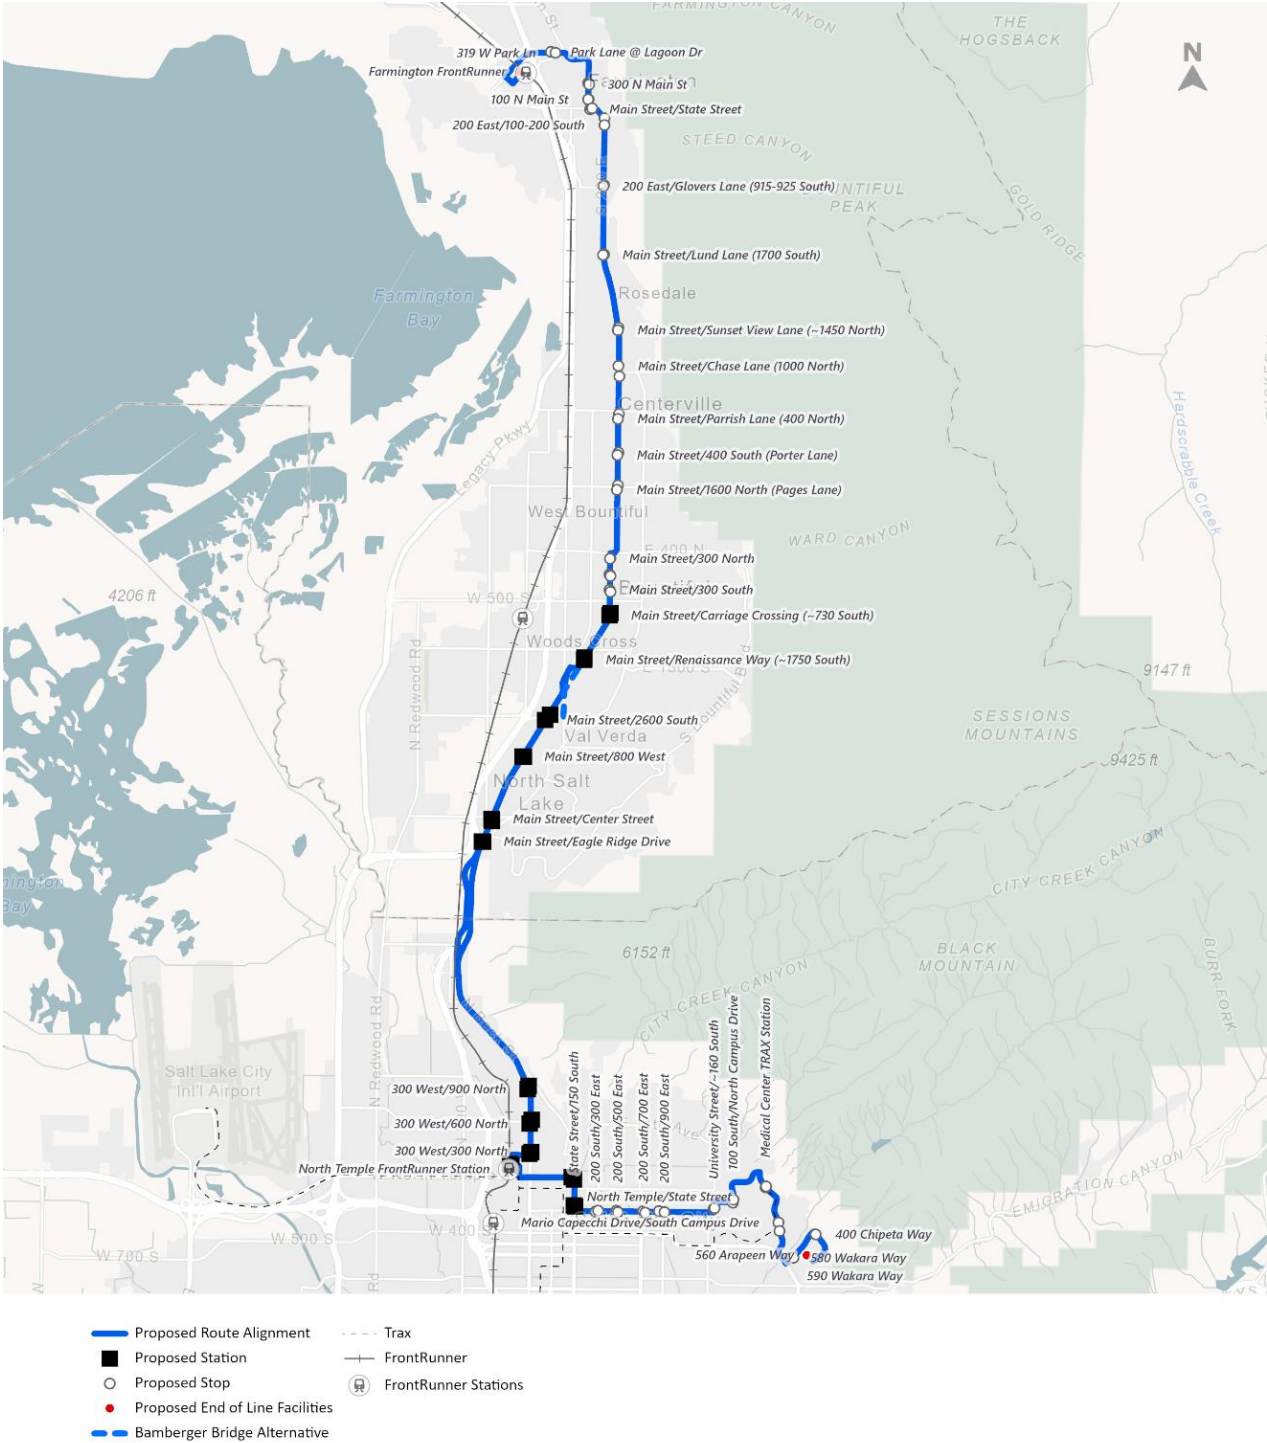 FARMINGTON CANYON
THE
HOGSBACK
N
319 W Park Ln
Park Lane @ Lagoon Dr
Farmington FrontRunner
Farmington
300 N Main St
100 N Main St
Main Street/State Street
200 East/100-200 South
STEED CANYON
S 200 E
200 East/Glovers Lane (915-925 South)
BOUNTIFUL
PEAK
GOLD RIDGE
Main Street/Lund Lane (1700 South)
Farmington
Bay
Rosedale
Main Street/Sunset View Lane (~1450 North)
Main Street/Chase Lane (1000 North)
Centerville
Main Street/Parrish Lane (400 North)
Hardscrabble Creek
Legacy Pkwy
Main Street/400 South (Porter Lane)
Main Street/1600 North (Pages Lane)
West Bountiful
WARD CANYON
E 400 N
Main Street/300 North
Bountiful
Main Street/300 South
4206 ft
W 500 S
Main Street/Carriage Crossing (~730 South)
Woods Cross
Main Street/Renaissance Way (~1750 South)
E 1800 S
9147 ft
N Redwood Rd
S Bountiful Blvd
Main Street/2600 South
Val Verda
SESSIONS
MOUNTAINS
Main Street/800 West
9425 ft
North Salt
Lake
Main Street/Center Street
Main Street/Eagle Ridge Drive
CITY CREEK CANYON
mington
Bay
6152 ft
BLACK
MOUNTAIN
BURR FORK
CITY CREEK CANYON
N Redwood Rd
Salt Lake City
Int'l Airport
300 West/900 North
300 West/600 North
300 West/300 North
North Temple FrontRunner Station
State Street/150 South
200 South/300 East
200 South/500 East
200 South/700 East
200 South/900 East
University Street/~160 South
100 South/North Campus Drive
Medical Center TRAX Station
North Temple/State Street
Mario Capecchi Drive/South Campus Drive
EMIGRATION CANYON
W 400 S
W 500 S
W 700 S
400 Chipeta Way
560 Arapeen Way
580 Wakara Way
590 Wakara Way
Proposed Route Alignment
Proposed Station
Proposed Stop
Proposed End of Line Facilities
Bamberger Bridge Alternative
Trax
FrontRunner
FrontRunner Stations